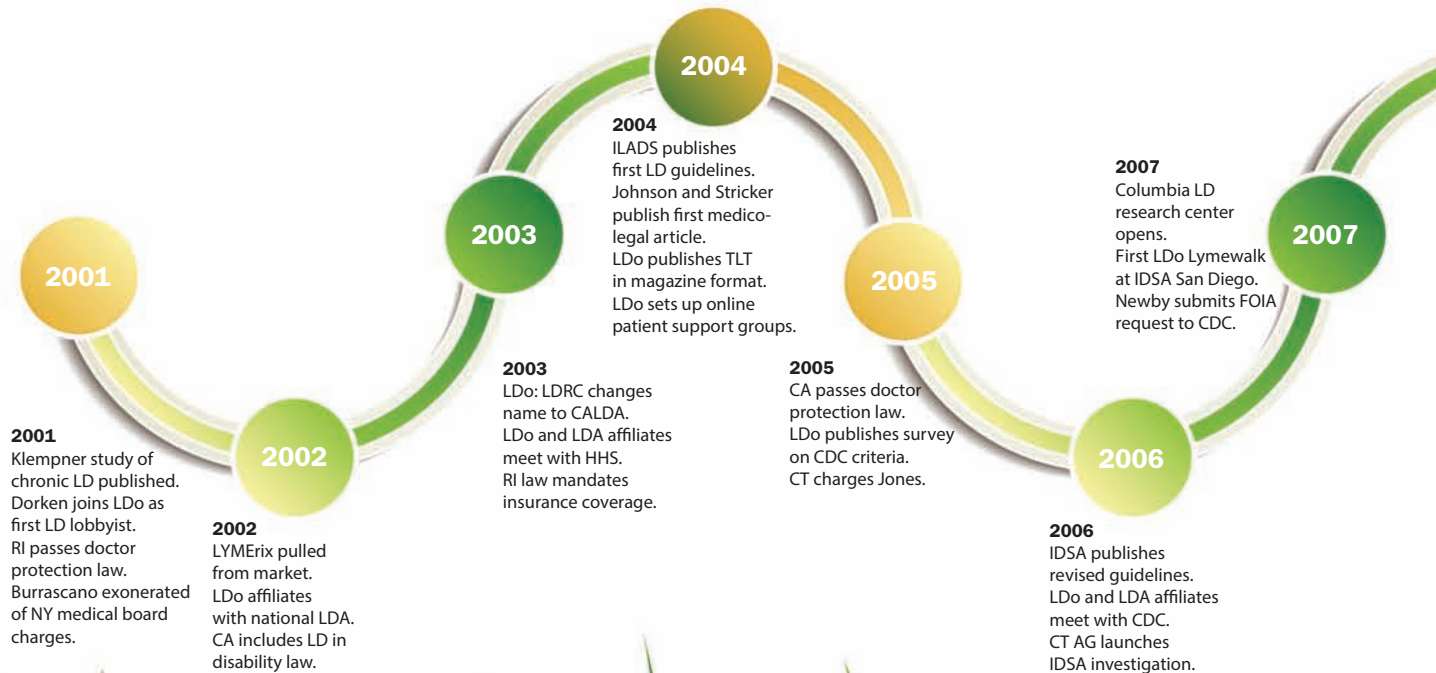 2001
Klempner study of
chronic LD published.
Dorken joins LDo as
first LD lobbyist.
RI passes doctor
protection law.
Burrascano exonerated
of NY medical board
charges.
2001
2002
2002
LYMErix pulled
from market.
LDo affiliates
with national LDA.
CA includes LD in
disability law.
2003
2003
LDo: LDRC changes
name to CALDA.
LDo and LDA affiliates
meet with HHS.
RI law mandates
insurance coverage.
2004
2004
ILADS publishes
first LD guidelines.
Johnson and Stricker
publish first medico-
legal article.
LDo publishes TLT
in magazine format.
LDo sets up online
patient support groups.
2005
2005
CA passes doctor
protection law.
LDo publishes survey
on CDC criteria.
CT charges Jones.
2006
2006
IDSA publishes
revised guidelines.
LDo and LDA affiliates
meet with CDC.
CT AG launches
IDSA investigation.
2007
2007
Columbia LD
research center
opens.
First LDo Lymewalk
at IDSA San Diego.
Newby submits FOIA
request to CDC.